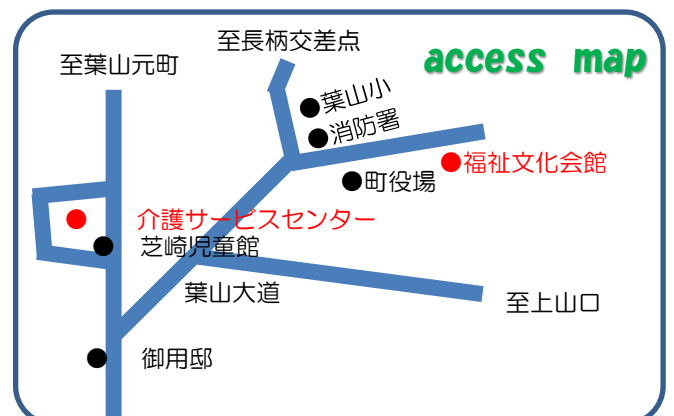 至長柄交差点
access map
至葉山元町
葉山小
消防署
福祉文化会館
町役場
介護サービスセンター
芝崎児童館
葉山大道
至上山口
御用邸